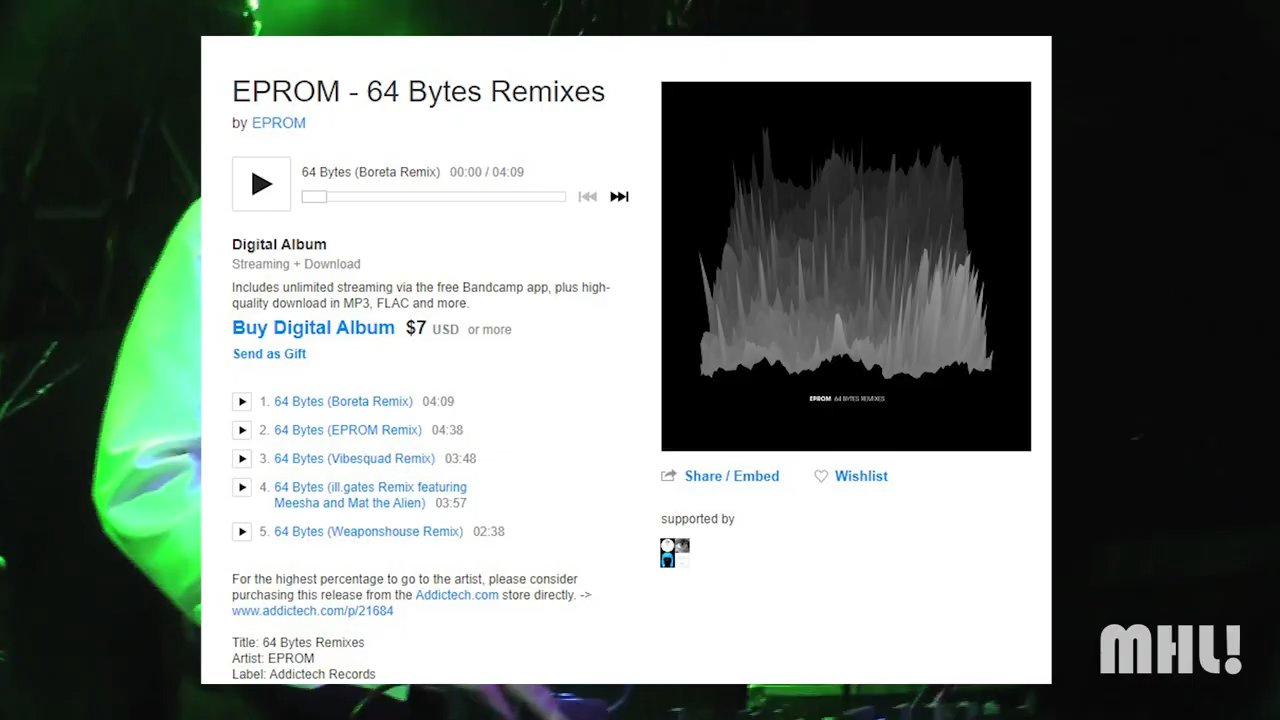 EPROM - 64 Bytes Remixes
by EPROM
64 Bytes (Boreta Remix) 00:00 / 04:09
Digital Album
Streaming + Download
Includes unlimited streaming via the free Bandcamp app, plus high-
quality download in MP3, FLAC and more.
Buy Digital Album $7 USD or more
Send as Gift
1. 64 Bytes (Boreta Remix) 04:09
2. 64 Bytes (EPROM Remix) 04:38
3. 64 Bytes (Vibesquad Remix) 03:48
4. 64 Bytes (ill.gates Remix featuring
Meesha and Mat the Alien) 03:57
5. 64 Bytes (Weaponshouse Remix) 02:38
For the highest percentage to go to the artist, please consider
purchasing this release from the Addictech.com store directly. ->
www.addictech.com/p/21684
Title: 64 Bytes Remixes
Artist: EPROM
Label: Addictech Records
EPROM 64 BYTES REMIXES
Share / Embed
Wishlist
supported by
MHL!